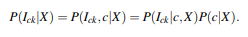 P(I_{ck}|X) = P(I_{ck}, c|X) = P(I_{ck}|c, X)P(c|X).